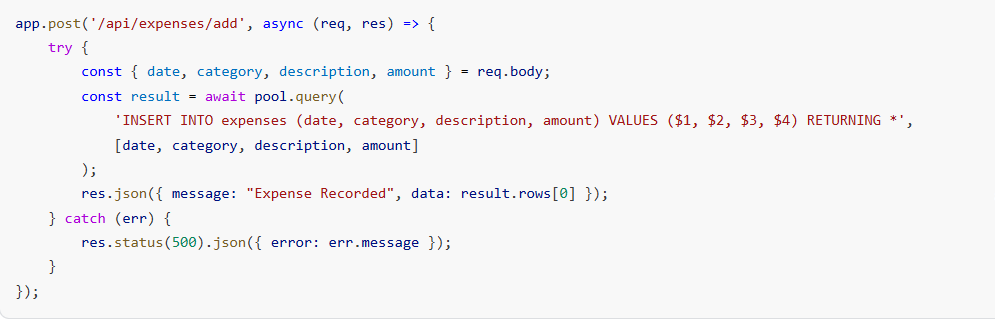 app.post('/api/expenses/add', async (req, res) => {
    try {
        const { date, category, description, amount } = req.body;
        const result = await pool.query(
            'INSERT INTO expenses (date, category, description, amount) VALUES ($1, $2, $3, $4) RETURNING *',
            [date, category, description, amount]
        );
        res.json({ message: "Expense Recorded", data: result.rows[0] });
    } catch (err) {
        res.status(500).json({ error: err.message });
    }
});